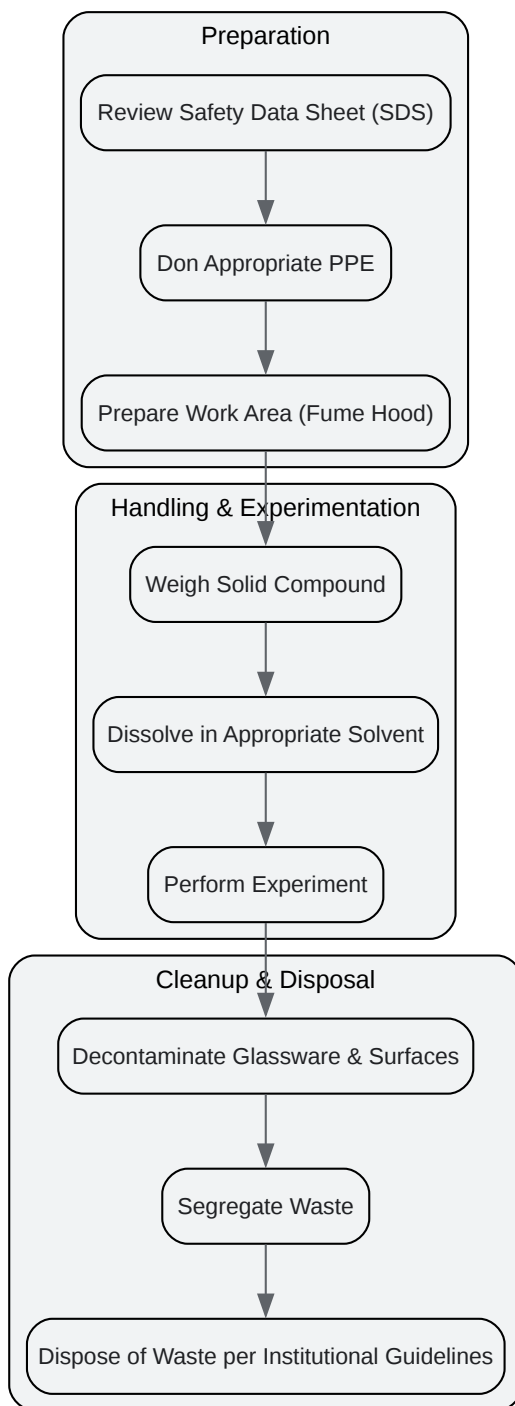 Preparation
Review Safety Data Sheet (SDS)
Don Appropriate PPE
Prepare Work Area (Fume Hood)
Handling & Experimentation
Weigh Solid Compound
Dissolve in Appropriate Solvent
Perform Experiment
Cleanup & Disposal
Decontaminate Glassware & Surfaces
Segregate Waste
Dispose of Waste per Institutional Guidelines